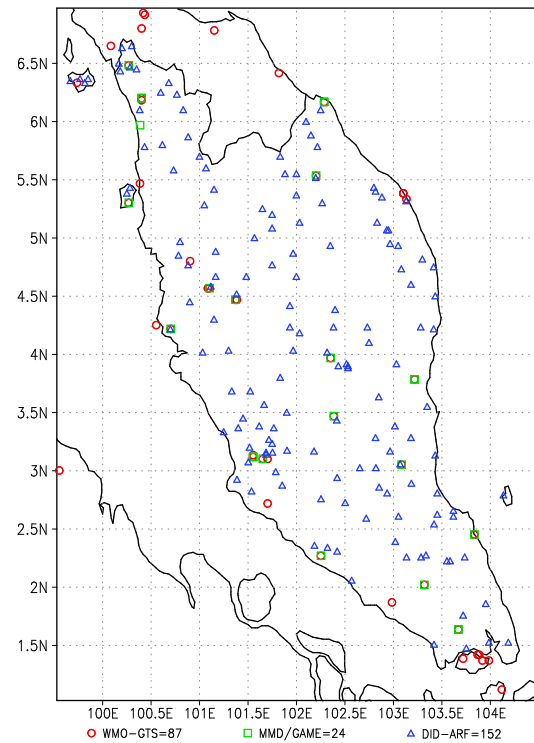 6.5N
6N
5.5N
5N
4.5N
4N
3.5N
3N
2.5N
2N
1.5N
100E 100.5E 101E 101.5E 102E 102.5E 103E 103.5E 104E
WMO-GTS=87 MMD/GAME=24 DID-ARF=152